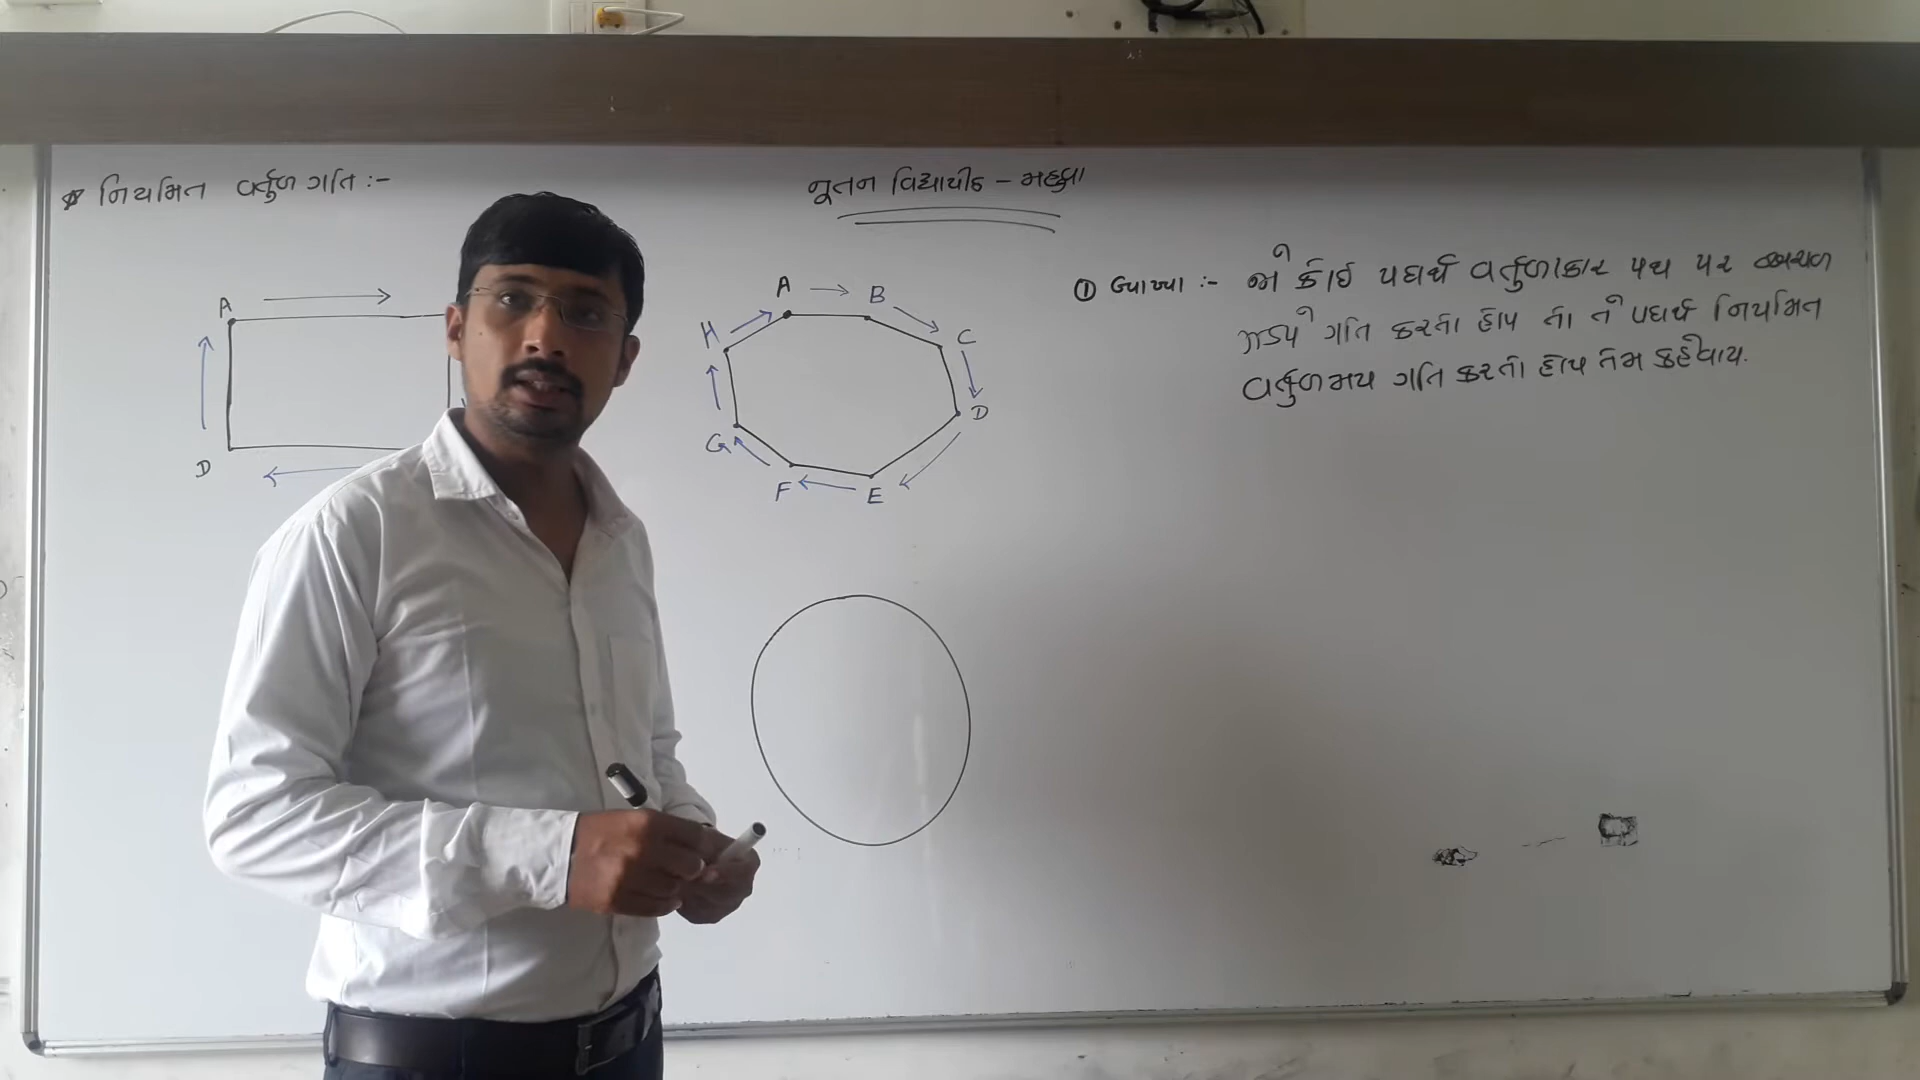 * નિયમિત વર્તુળ ગતિ :-
નૂતન વિદ્યાપીઠ - મહુવા
A
D
A B
C
D
E
F
G
H
① વ્યાખ્યા :- જો કોઈ પદાર્થ વર્તુળાકાર પથ પર અચળ
ઝડપે ગતિ કરતો હોય તો તે પદાર્થ નિયમિત
વર્તુળમય ગતિ કરતો હોય તેમ કહેવાય.